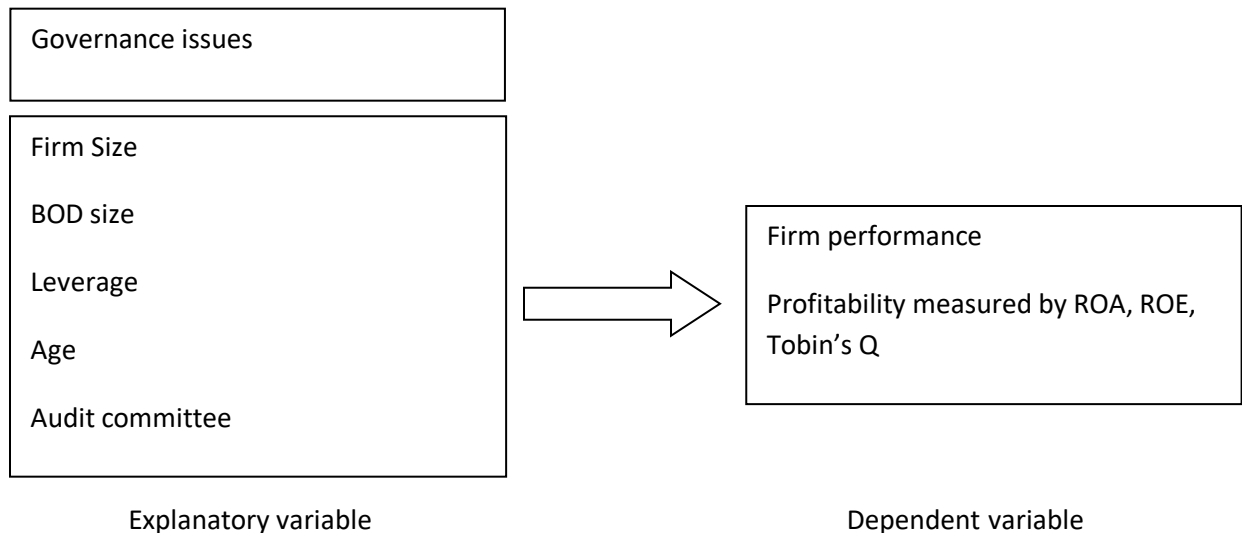 Governance issues
Firm Size
BOD size
Leverage
Age
Audit committee
Firm performance
Profitability measured by ROA, ROE,
Tobin’s Q
Explanatory variable
Dependent variable